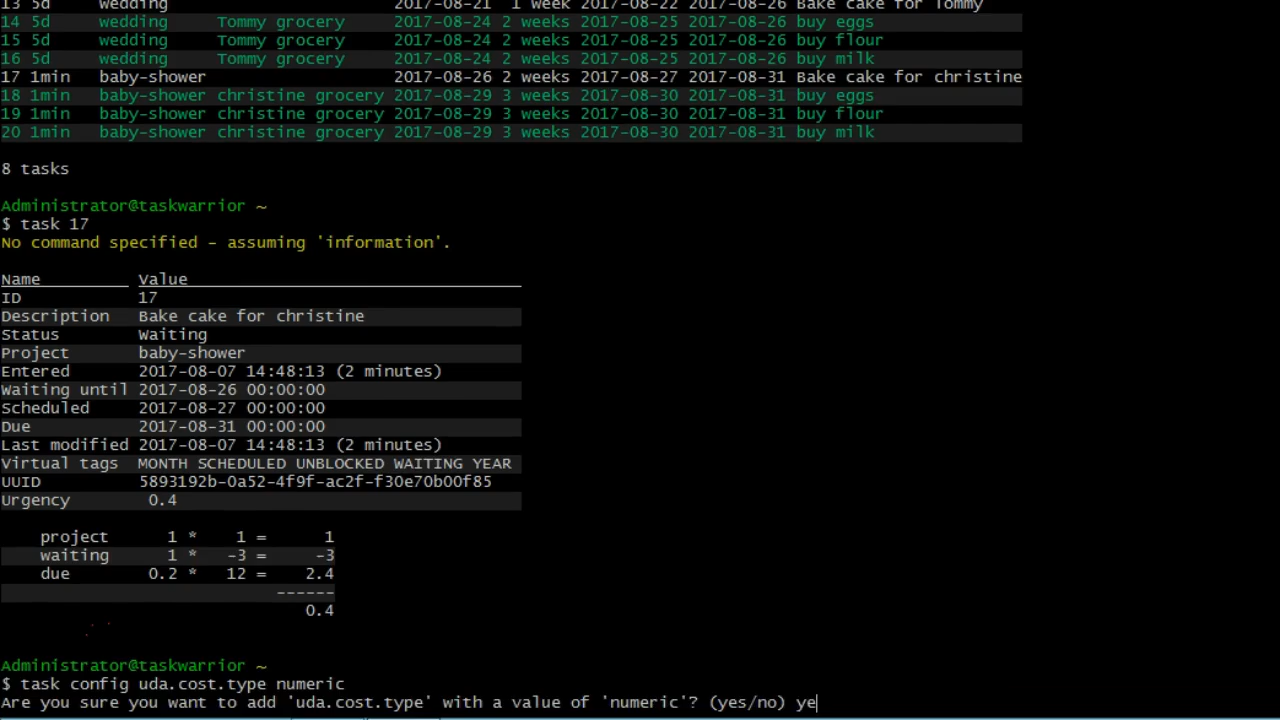 13 5d wedding 2017-08-21 1 week 2017-08-22 2017-08-26 Bake cake for Tommy
14 5d wedding Tommy grocery 2017-08-24 2 weeks 2017-08-25 2017-08-26 buy eggs
15 5d wedding Tommy grocery 2017-08-24 2 weeks 2017-08-25 2017-08-26 buy flour
16 5d wedding Tommy grocery 2017-08-24 2 weeks 2017-08-25 2017-08-26 buy milk
17 1min baby-shower 2017-08-26 2 weeks 2017-08-27 2017-08-31 Bake cake for christine
18 1min baby-shower christine grocery 2017-08-29 3 weeks 2017-08-30 2017-08-31 buy eggs
19 1min baby-shower christine grocery 2017-08-29 3 weeks 2017-08-30 2017-08-31 buy flour
20 1min baby-shower christine grocery 2017-08-29 3 weeks 2017-08-30 2017-08-31 buy milk
8 tasks
Administrator@taskwarrior ~
$ task 17
No command specified - assuming 'information'.
Name Value
ID 17
Description Bake cake for christine
Status Waiting
Project baby-shower
Entered 2017-08-07 14:48:13 (2 minutes)
Waiting until 2017-08-26 00:00:00
Scheduled 2017-08-27 00:00:00
Due 2017-08-31 00:00:00
Last modified 2017-08-07 14:48:13 (2 minutes)
Virtual tags MONTH SCHEDULED UNBLOCKED WAITING YEAR
UUID 5893192b-0a52-4f9f-ac2f-f30e70b00f85
Urgency 0.4
project 1 * 1 = 1
waiting 1 * -3 = -3
due 0.2 * 12 = 2.4
------
0.4
Administrator@taskwarrior ~
$ task config uda.cost.type numeric
Are you sure you want to add 'uda.cost.type' with a value of 'numeric'? (yes/no) ye